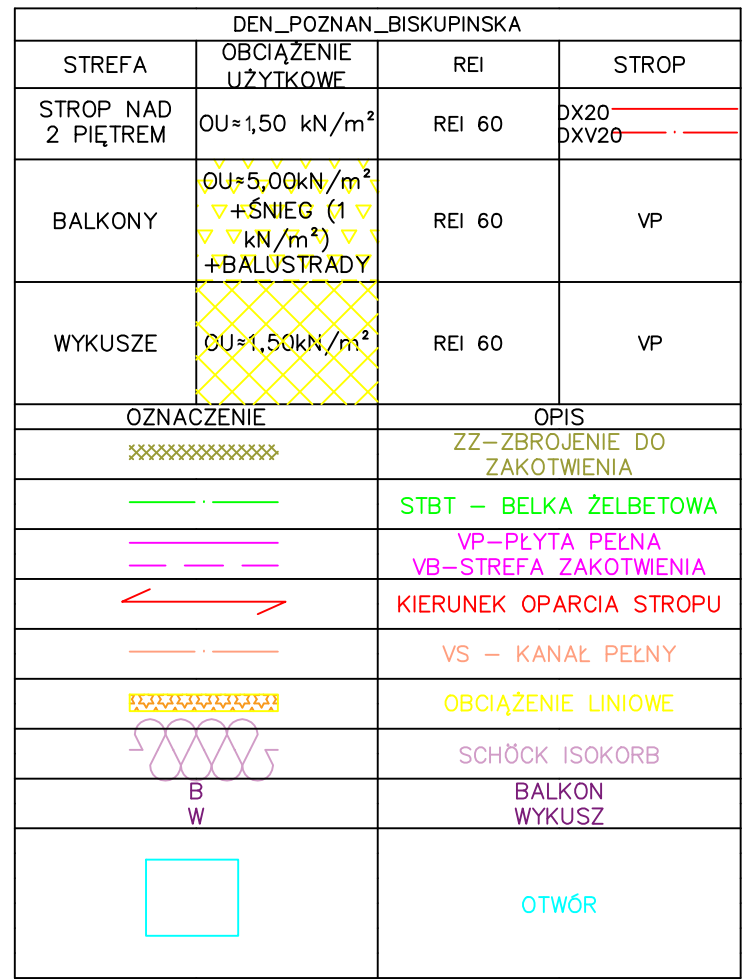 DEN_POZNAN_BISKUPINSKA
STREFA
OBCIĄŻENIE
UŻYTKOWE
REI
STROP
STROP NAD
2 PIĘTREM
OU≈1,50 kN/m²
REI 60
DX20
DXV20
BALKONY
OU≈5,00kN/m²
+ŚNIEG (1
kN/m²)
+BALUSTRADY
REI 60
VP
WYKUSZE
OU≈1,50kN/m²
REI 60
VP
OZNACZENIE
OPIS
ZZ–ZBROJENIE DO
ZAKOTWIENIA
STBT – BELKA ŻELBETOWA
VP–PŁYTA PEŁNA
VB–STREFA ZAKOTWIENIA
KIERUNEK OPARCIA STROPU
VS – KANAŁ PEŁNY
OBCIĄŻENIE LINIOWE
SCHÖCK ISOKORB
B
W
BALKON
WYKUSZ
OTWÓR